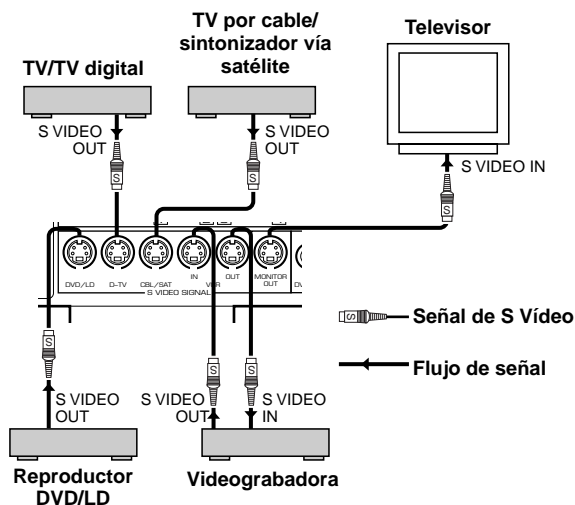 TV/TV digital
TV por cable/
sintonizador vía
satélite
Televisor
S VIDEO
OUT
S VIDEO
OUT
S VIDEO IN
S
S
S
DVD/LD
D-TV
CBL/SAT
IN
VCR
OUT
MONITOR
OUT
DV
S VIDEO SIGNAL
S
Señal de S Vídeo
Flujo de señal
S
S
S
S VIDEO
OUT
S VIDEO
OUT
S VIDEO
IN
Reproductor
DVD/LD
Videograbadora